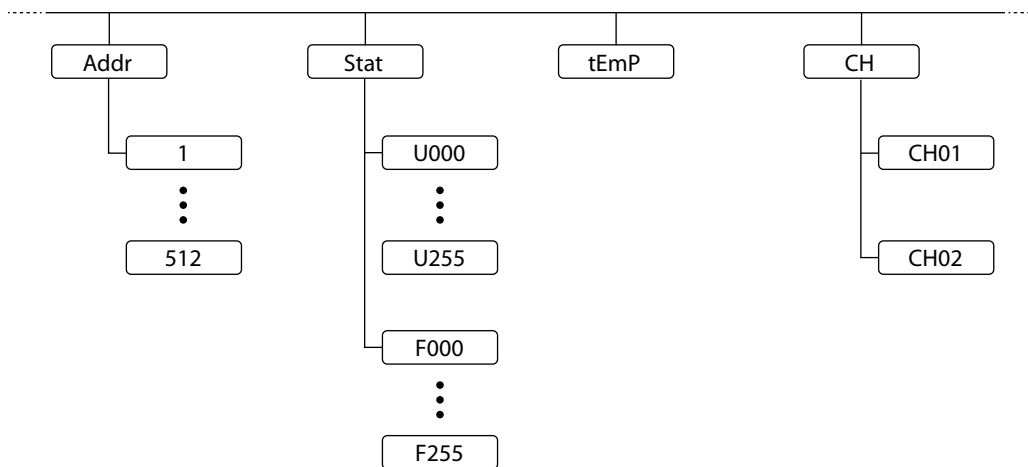 Addr
Stat
tEmP
CH
1
U000
CH01
512
U255
CH02
F000
F255